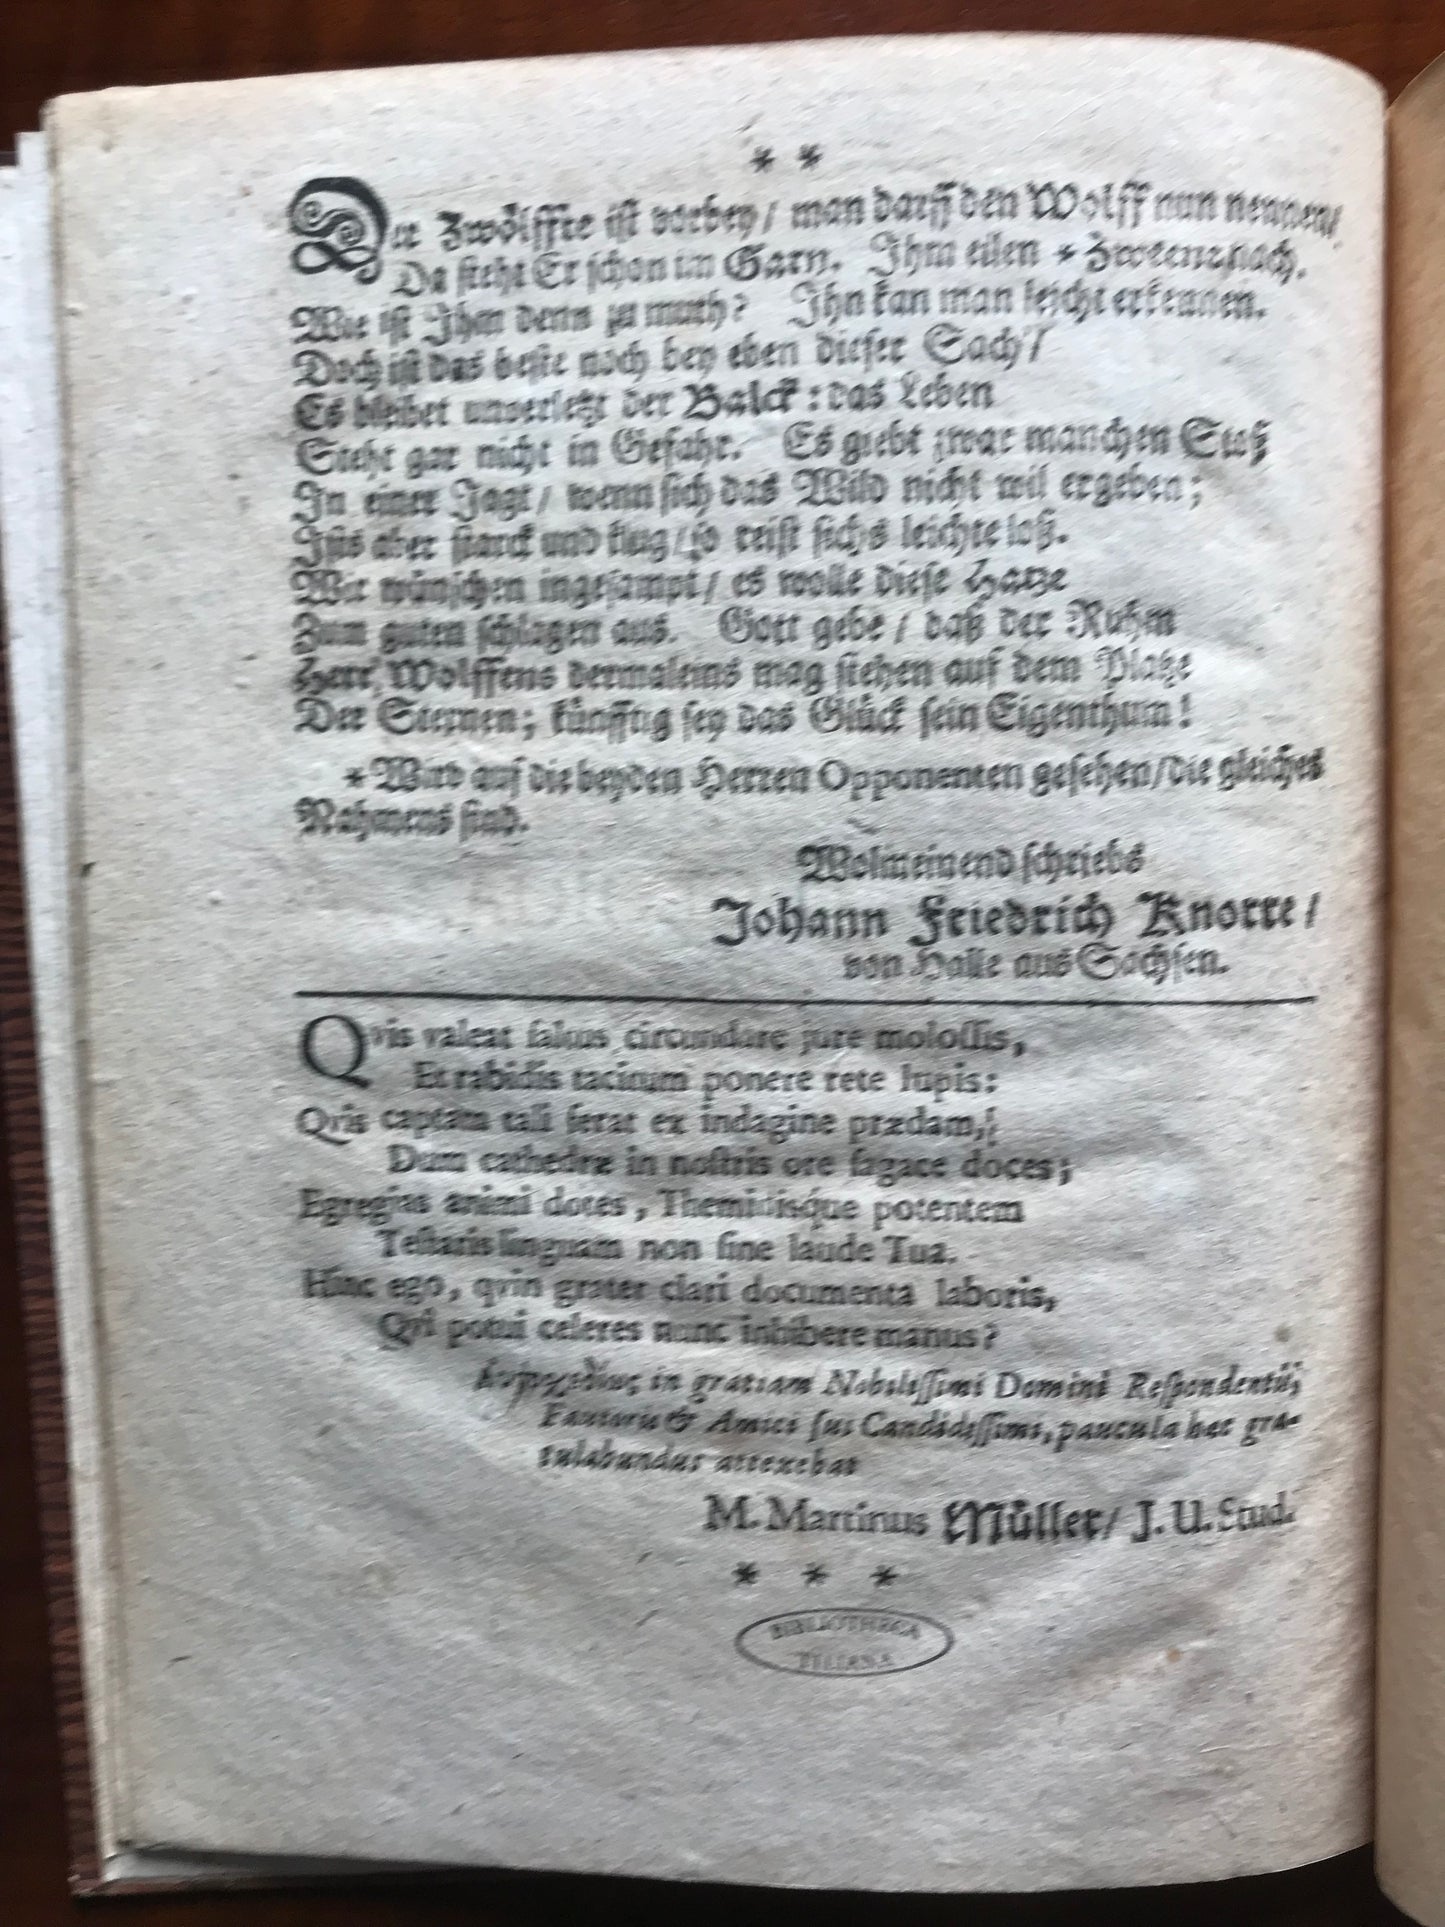 * *
Der Zwölffte ist vorbey / man darff den Wolff nun nennen /
Da steht Er schon im Garn. Ihm eilen * Zweene nach.
Wie ist Ihm denn zu muth? Ihn kan man leicht erkennen.
Doch ist das beste noch bey eben dieser Sach' /
Es bleibet unverletzt der Balck : das Leben
Steht gar nicht in Gefahr. Es giebt zwar manchen Stoß
In einer Jagt / wenn sich das Wild nicht wil ergeben;
Ists aber starck und klug / so reist sichs leichte loß.
Wir wünschen ingesampt / es wolle diese Hatze
Zum guten schlagen aus. Gott gebe / daß der Ruhm
Herr Wolffens dermaleins mag stehen auf dem Platze
Der Sternen; künfftig sey das Glück sein Eigenthum!
* Wird auf die beyden Herren Opponenten gesehen / die gleiches
Nahmens sind.
Wolmeinend schriebs
Johann Friedrich Knorre /
von Halle aus Sachsen.
Qvis valeat saltus circundare jure molossis,
Et rabidis tacitum ponere rete lupis:
Qvis captam tali ferat ex indagine prædam,
Dum cathedræ in nostris ore sagace doces;
Egregias animi dotes, Themidisque potentem
Testaris linguam non sine laude Tua.
Hinc ego, qvin grater clari documenta laboris,
Qvi potui celeres nunc inhibere manus?
in gratiam Nobilissimi Domini Respondentis,
Fautoris & Amici sui Candidissimi, paucula hæc gra-
tulabundus attexebat
M. Martinus Müller / J. U. Stud.
* * *
BIBLIOTHECA
TELLIANA